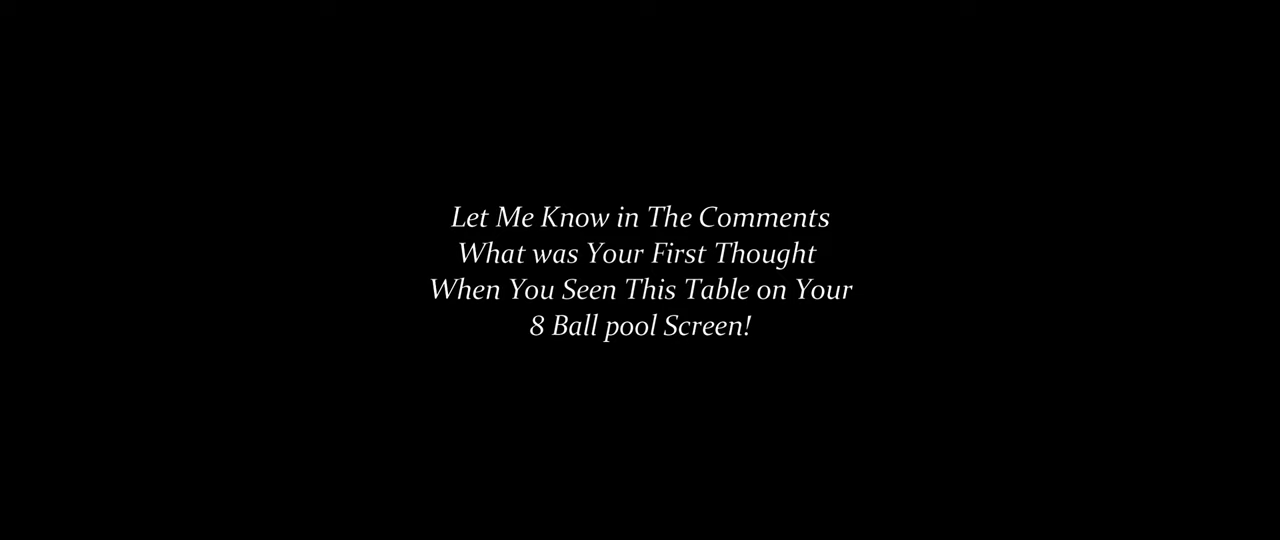 Let Me Know in The Comments
What was Your First Thought
When You Seen This Table on Your
8 Ball pool Screen!